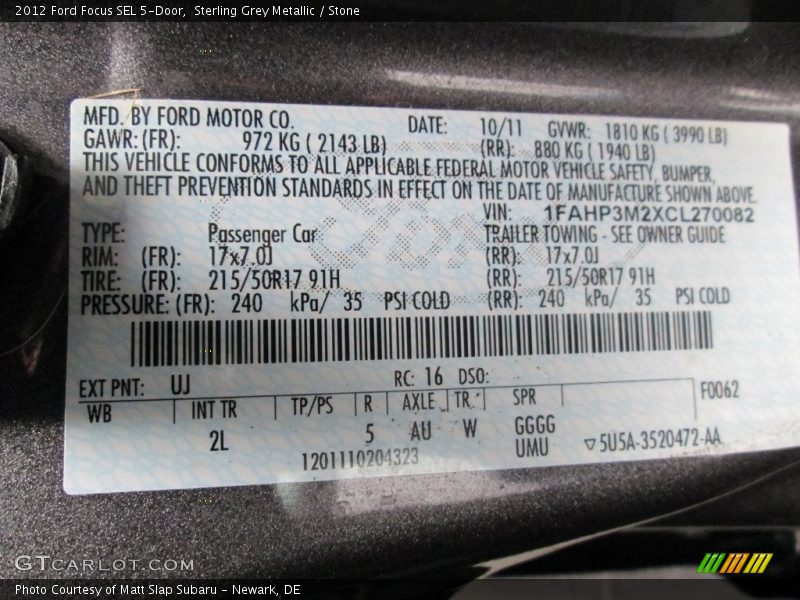 2012 Ford Focus SEL 5-Door, Sterling Grey Metallic / Stone
MFD. BY FORD MOTOR CO. DATE: 10/11 GVWR: 1810 KG ( 3990 LB)
GAWR: (FR): 972 KG ( 2143 LB) (RR): 880 KG ( 1940 LB)
THIS VEHICLE CONFORMS TO ALL APPLICABLE FEDERAL MOTOR VEHICLE SAFETY, BUMPER,
AND THEFT PREVENTION STANDARDS IN EFFECT ON THE DATE OF MANUFACTURE SHOWN ABOVE.
VIN: 1FAHP3M2XCL270082
TYPE: Passenger Car TRAILER TOWING - SEE OWNER GUIDE
RIM: (FR): 17x7.0J (RR): 17x7.0J
TIRE: (FR): 215/50R17 91H (RR): 215/50R17 91H
PRESSURE: (FR): 240 kPa/ 35 PSI COLD (RR): 240 kPa/ 35 PSI COLD
EXT PNT: UJ RC: 16 DSO:
WB INT TR TP/PS R AXLE TR SPR F0062
2L 5 AU W GGGG
UMU ▽5U5A-3520472-AA
1201110204323
GTCARLOT.COM
Photo Courtesy of Matt Slap Subaru - Newark, DE